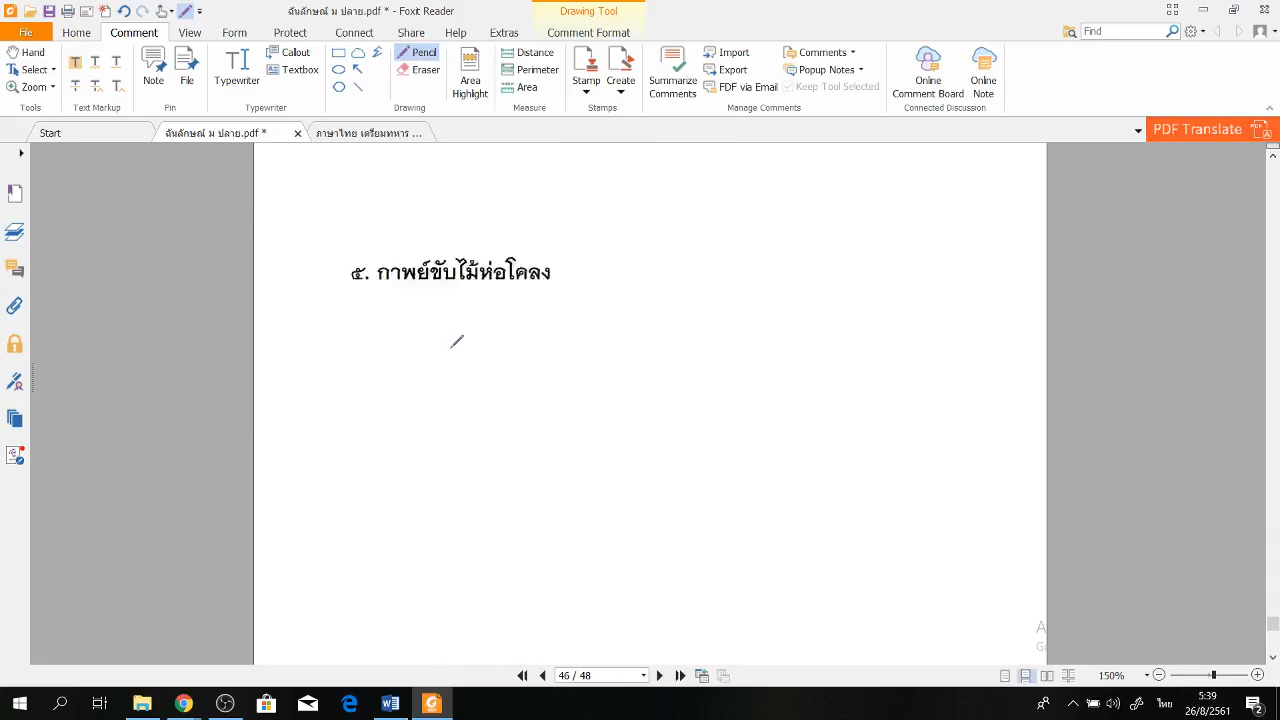 ฉันลักษณ์ ม ปลาย.pdf * - Foxit Reader
Drawing Tool
File
Home
Comment
View
Form
Protect
Connect
Share
Help
Extras
Comment Format
Find
Hand
Select
Zoom
Tools
Text Markup
Note
File
Pin
Typewriter
Callout
Textbox
Typewriter
Pencil
Eraser
Drawing
Area Highlight
Distance
Perimeter
Area
Measure
Stamp
Create
Stamps
Summarize Comments
Import
Export
FDF via Email
Comments
Popup Notes
Keep Tool Selected
Manage Comments
Online Comment Board
Online Note
Connected Discussion
Start
ฉันลักษณ์ ม ปลาย.pdf *
ภาษาไทย เตรียมทหาร ...
PDF Translate
๕. กาพย์ขับไม้ห่อโคลง
46 / 48
150%
ไทย
5:39
26/8/2561